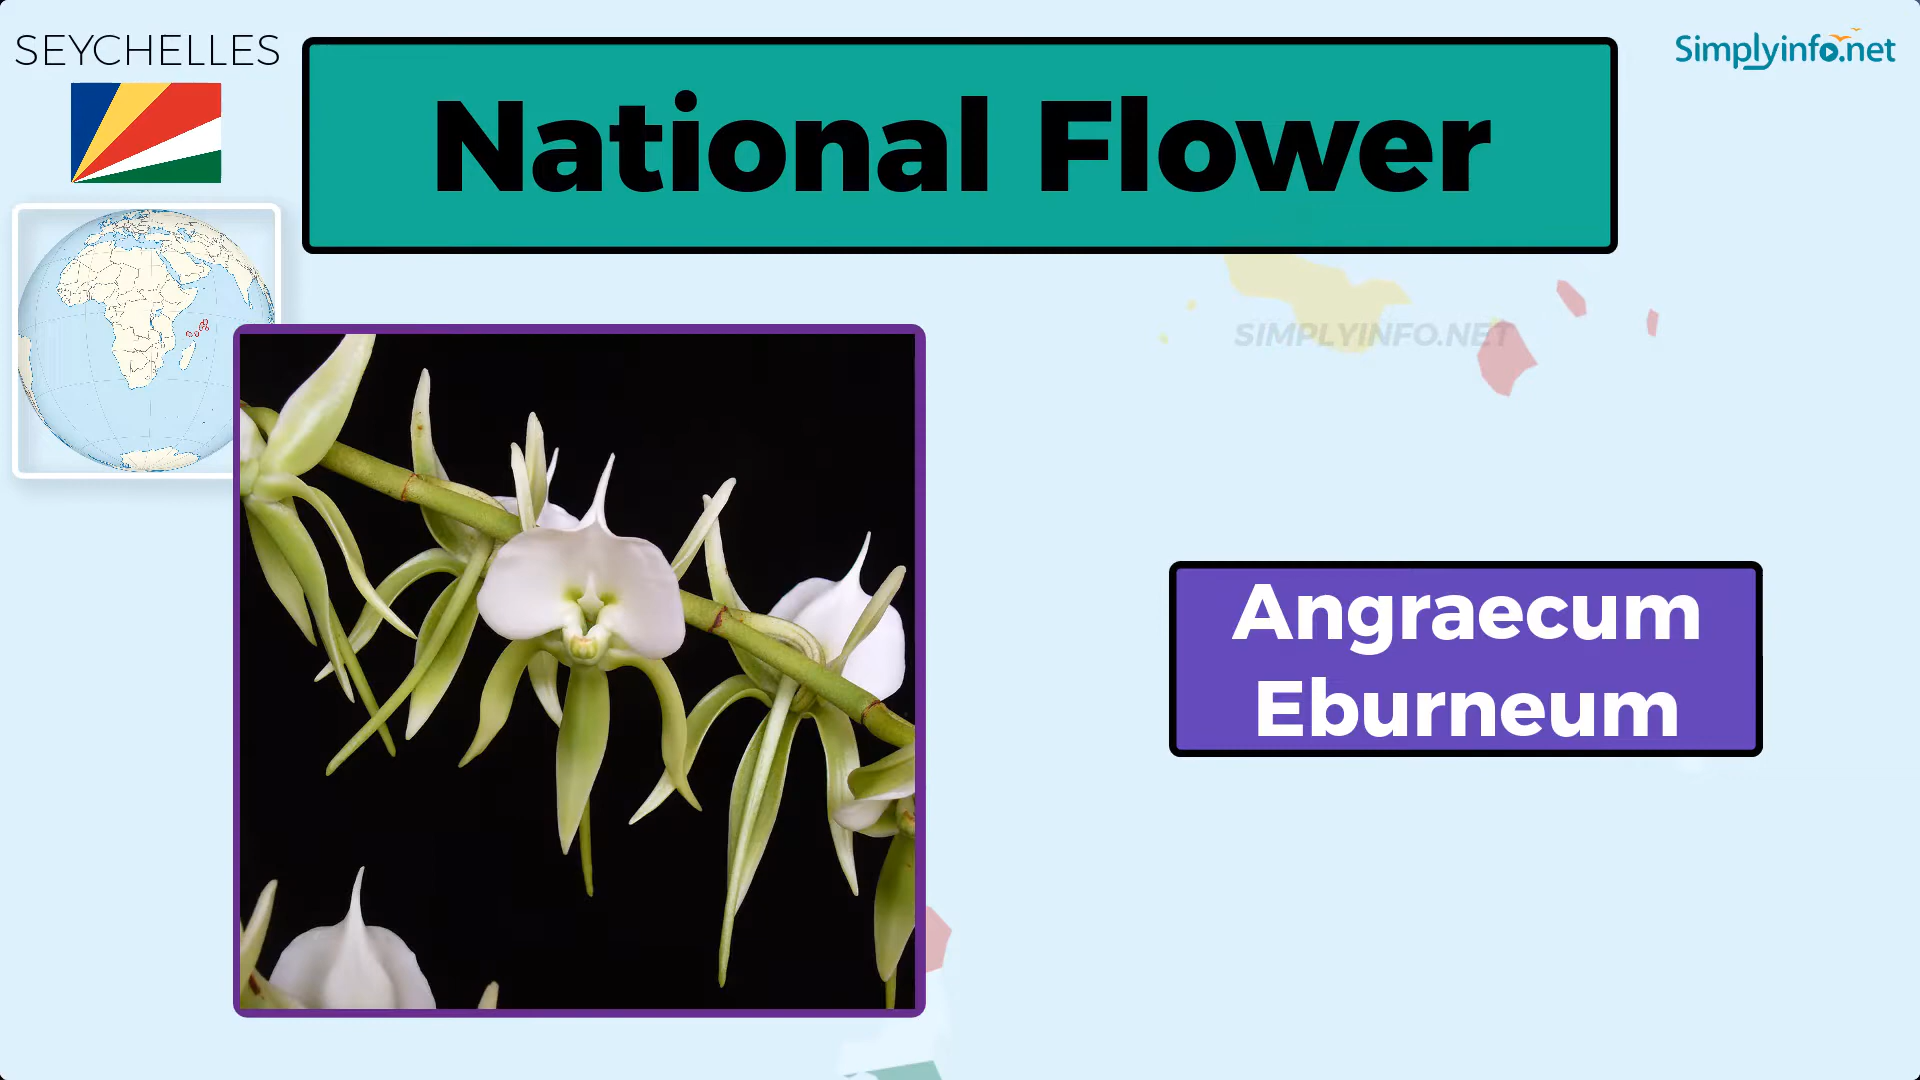 SEYCHELLES
National Flower
Simplyinfo.net
SIMPLYINFO.NET
Angraecum
Eburneum